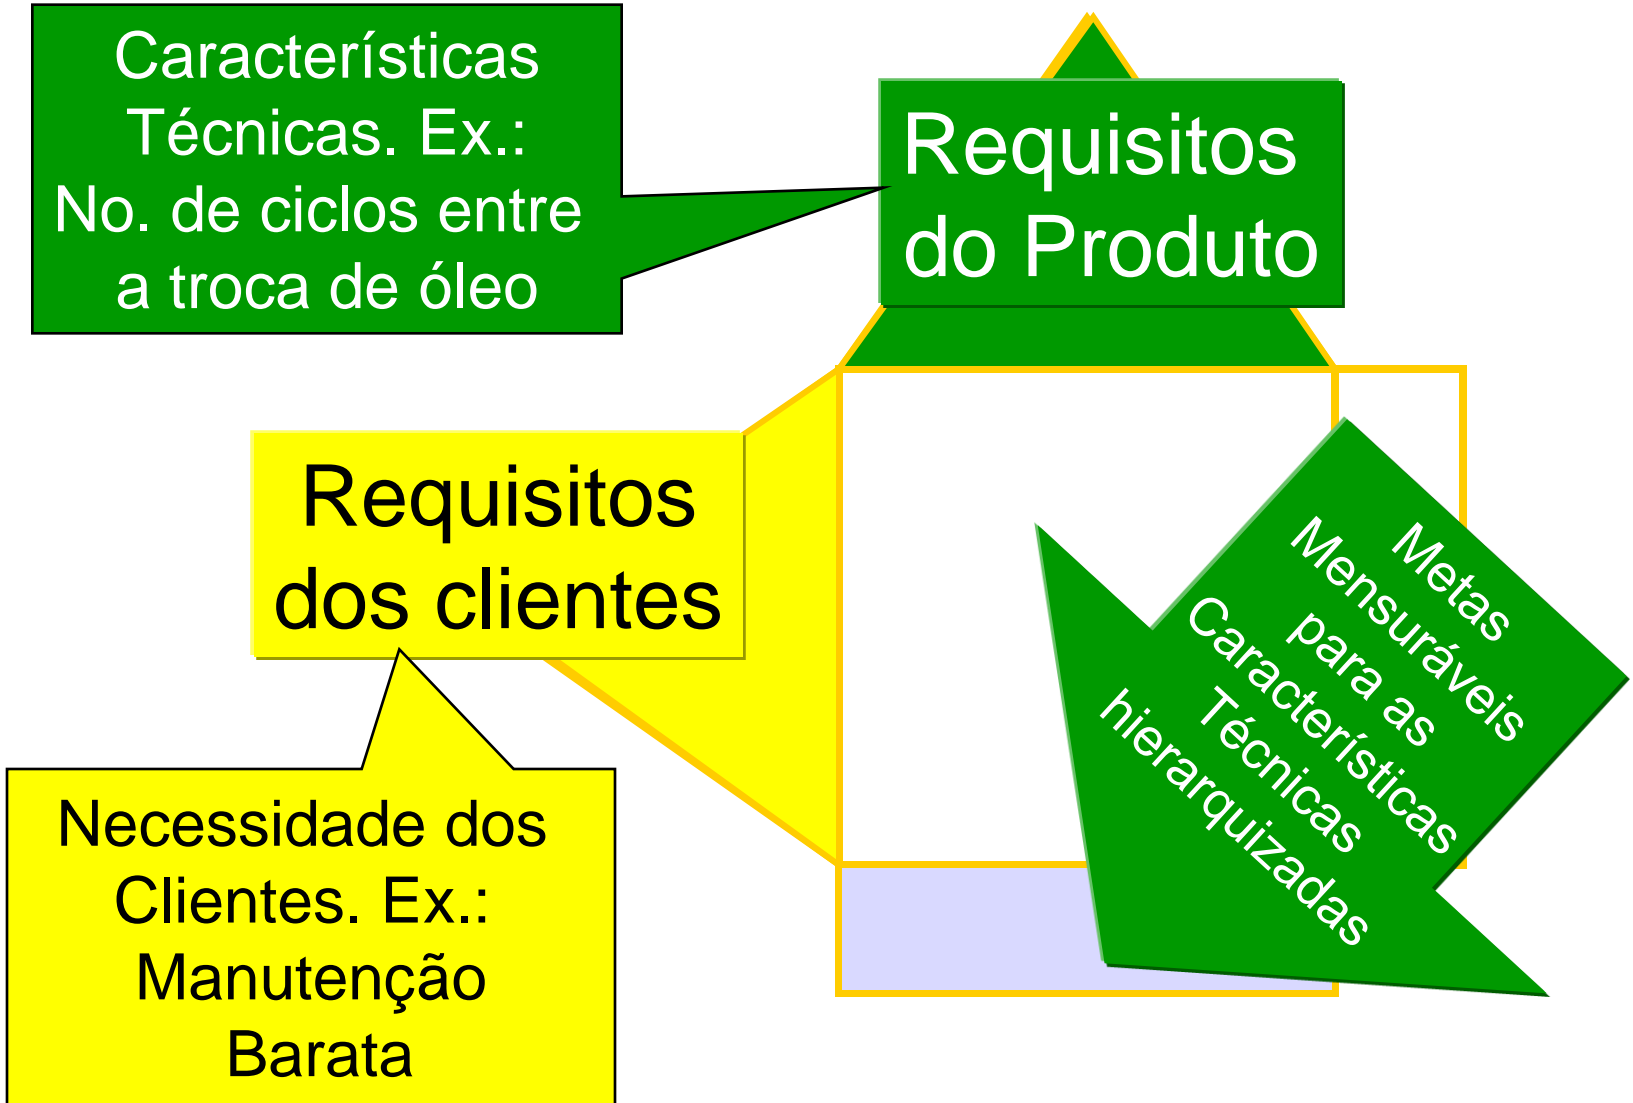 Características
Técnicas. Ex.:
No. de ciclos entre
a troca de óleo
Requisitos
do Produto
Requisitos
dos clientes
Necessidade dos
Clientes. Ex.:
Manutenção
Barata
Metas
Mensuráveis
para as
Características
Técnicas
hierarquizadas